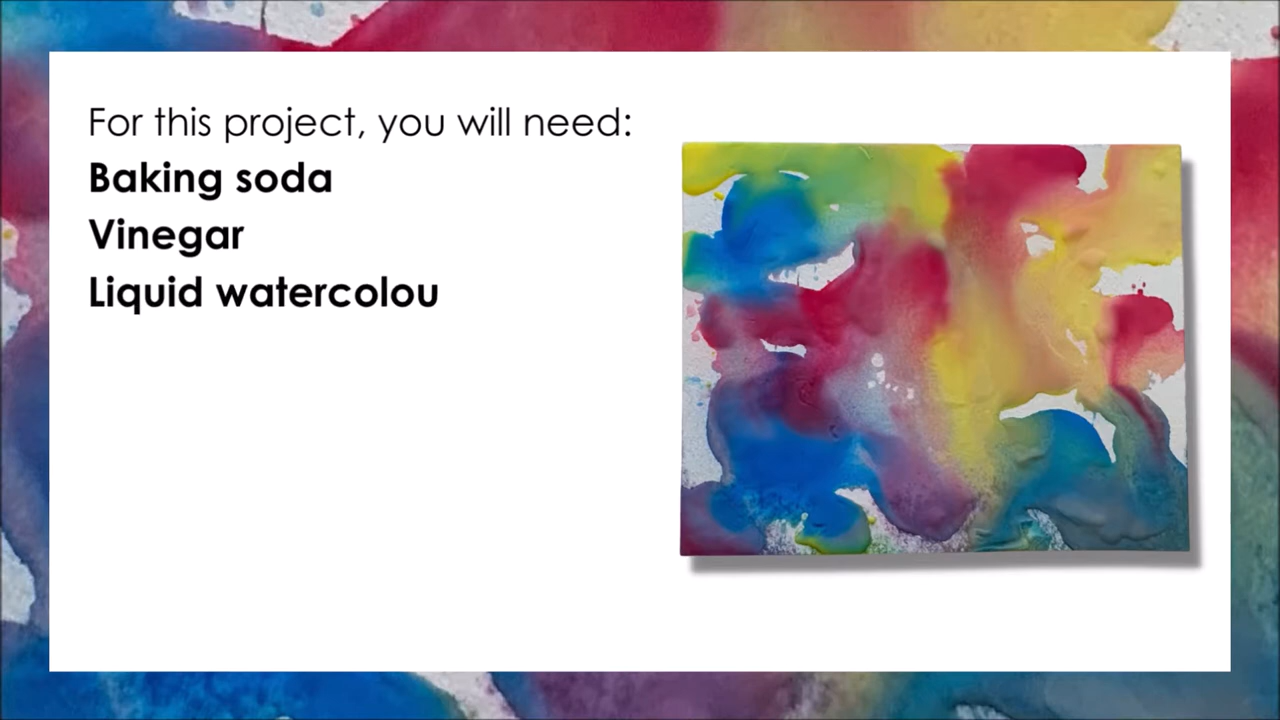 For this project, you will need:
Baking soda
Vinegar
Liquid watercolou